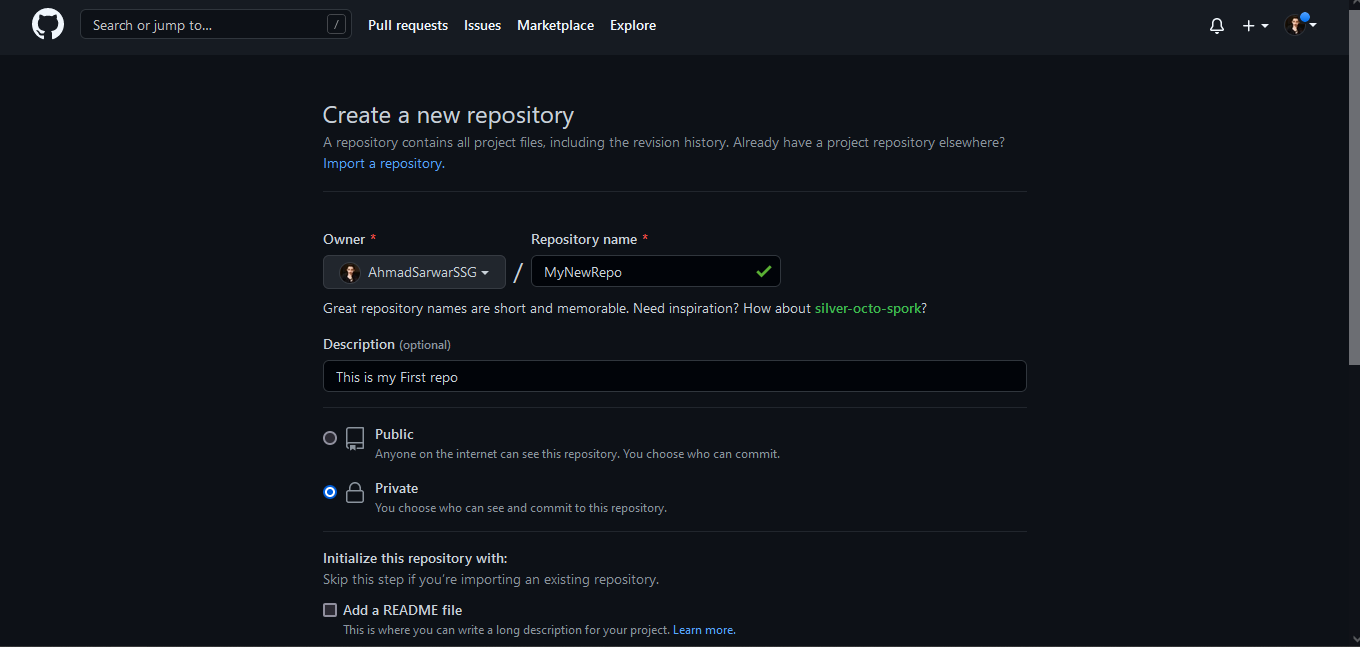 Search or jump to... /
Pull requests Issues Marketplace Explore
Create a new repository
A repository contains all project files, including the revision history. Already have a project repository elsewhere?
Import a repository.
Owner * Repository name *
AhmadSarwarSSG / MyNewRepo
Great repository names are short and memorable. Need inspiration? How about silver-octo-spork?
Description (optional)
This is my First repo
Public
Anyone on the internet can see this repository. You choose who can commit.
Private
You choose who can see and commit to this repository.
Initialize this repository with:
Skip this step if you're importing an existing repository.
Add a README file
This is where you can write a long description for your project. Learn more.